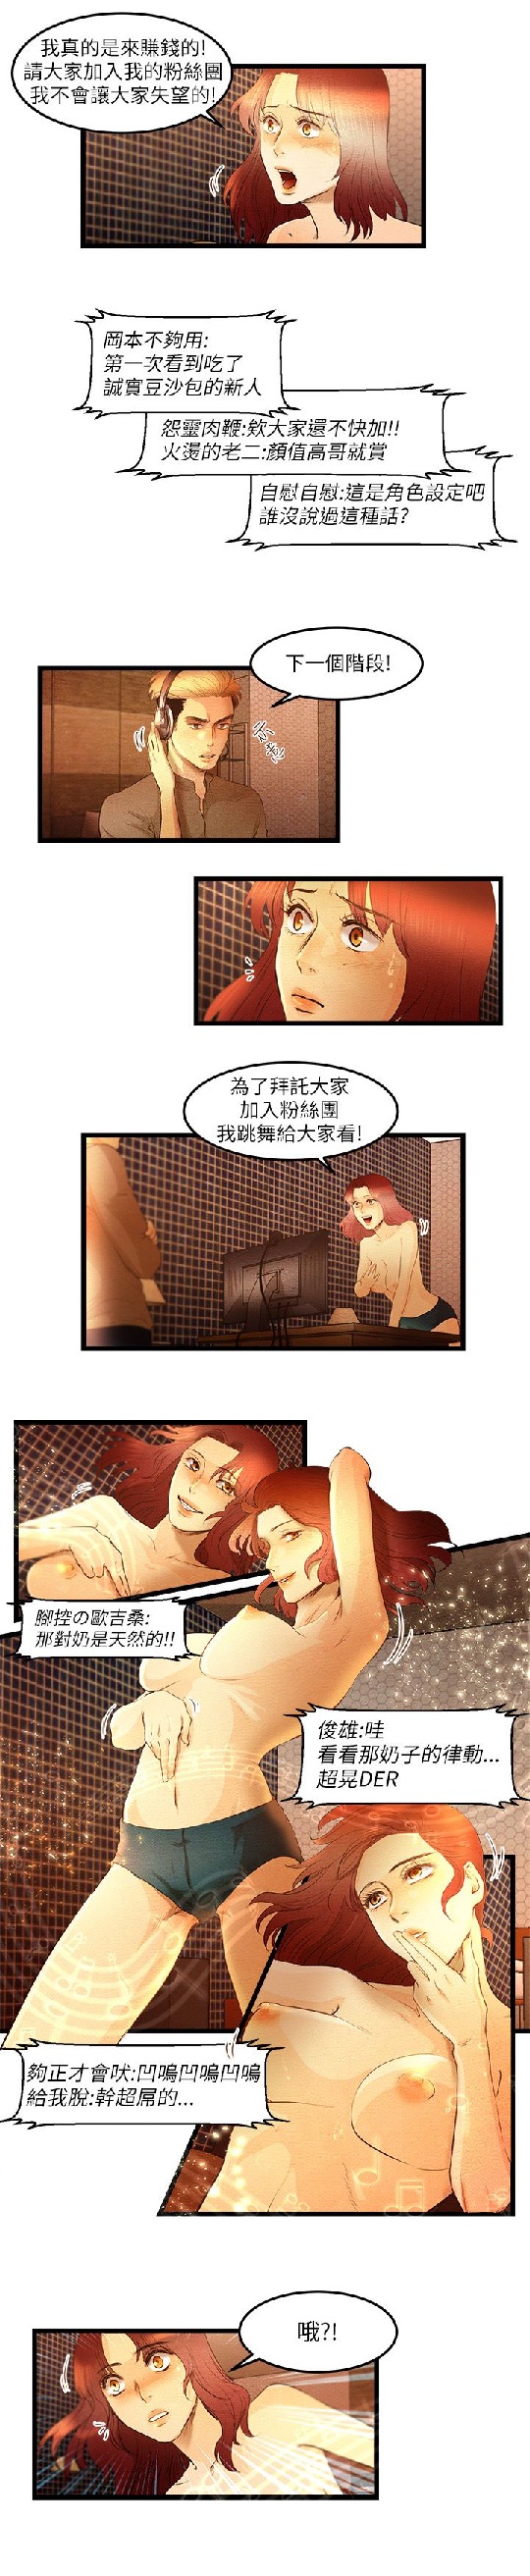 我真的是來賺錢的!
請大家加入我的粉絲團
我不會讓大家失望的!
岡本不夠用:
第一次看到吃了
誠實豆沙包的新人
怨靈肉鞭:欸大家還不快加!!
火燙的老二:顏值高哥就賞
自慰自慰:這是角色設定吧
誰沒說過這種話?
下一個階段!
示意
為了拜託大家
加入粉絲團
我跳舞給大家看!
腳控の歐吉桑:
那對奶是天然的!!
俊雄:哇
看看那奶子的律動...
超晃DER
夠正才會吠:凹嗚凹嗚凹嗚
給我脫:幹超屌的...
哦?!